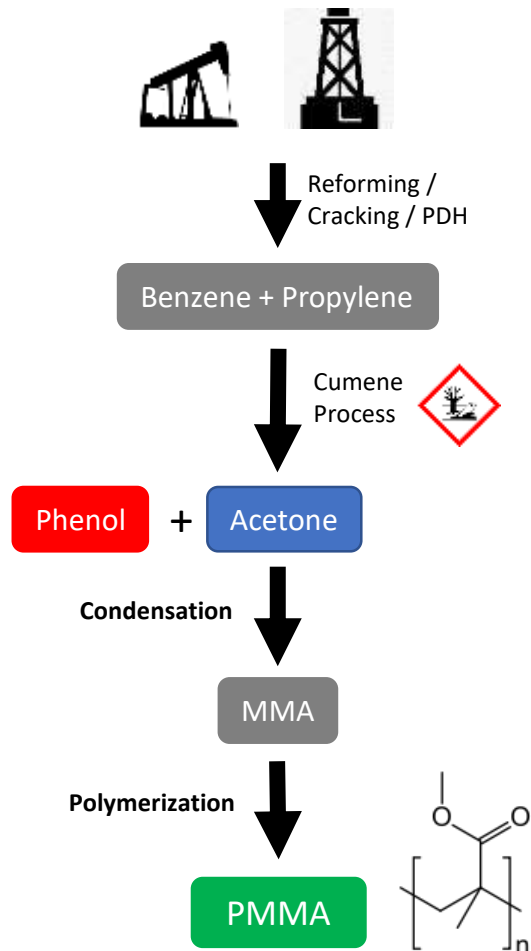 Reforming /
Cracking / PDH
Benzene + Propylene
Cumene
Process
Phenol + Acetone
Condensation
MMA
Polymerization
O
O
PMMA
n